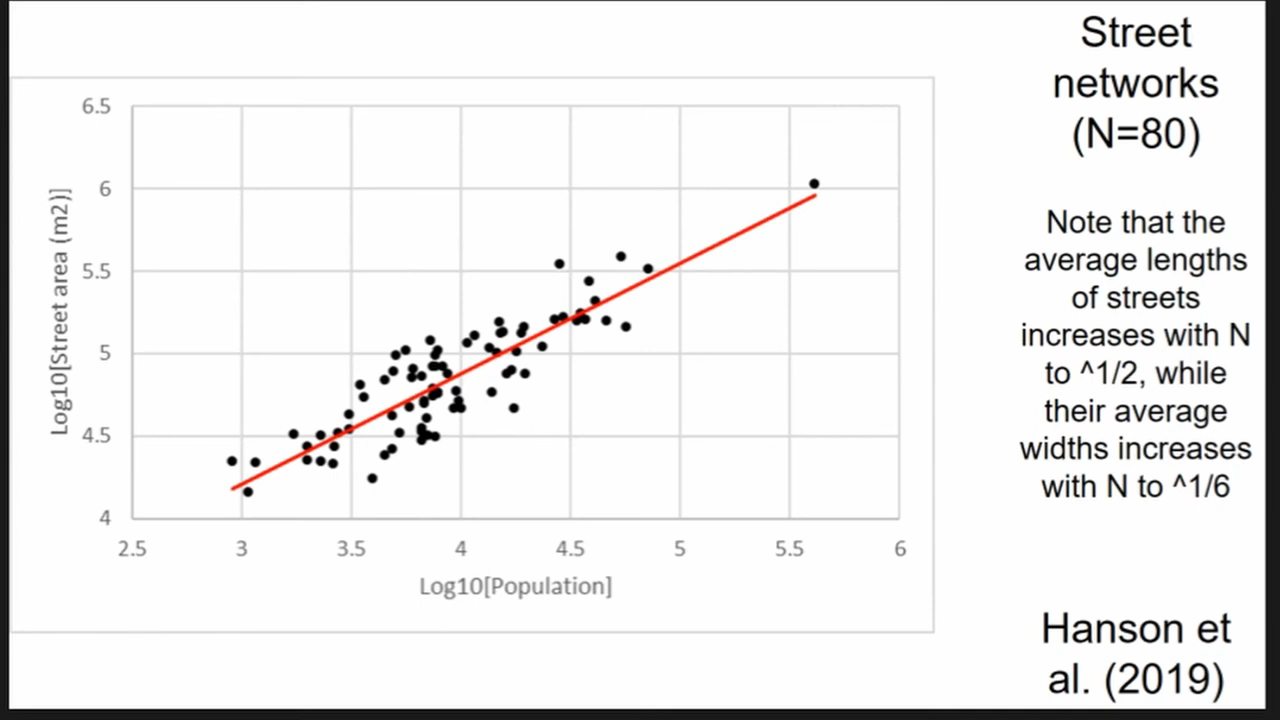 Street
networks
(N=80)
Note that the
average lengths
of streets
increases with N
to ^1/2, while
their average
widths increases
with N to ^1/6
Hanson et
al. (2019)
Log10[Street area (m2)]
6.5
6
5.5
5
4.5
4
2.5 3 3.5 4 4.5 5 5.5 6
Log10[Population]